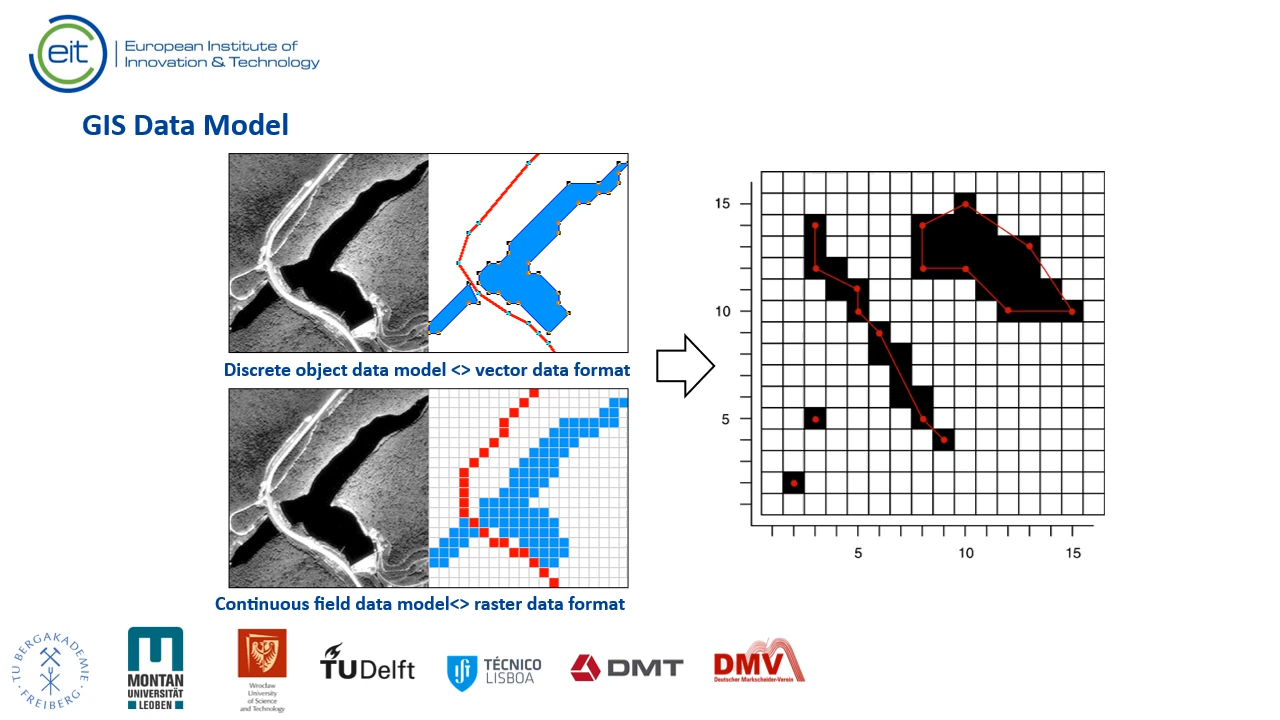 eit
European Institute of
Innovation & Technology
GIS Data Model
Discrete object data model <> vector data format
Continuous field data model<> raster data format
15
10
5
5
10
15
TU BERGAKADEMIE
FREIBERG
MONTAN
UNIVERSITÄT
LEOBEN
Wrocław
University
of Science
and Technology
TU Delft
TÉCNICO
LISBOA
DMT
DMV
Deutscher Markscheider-Verein